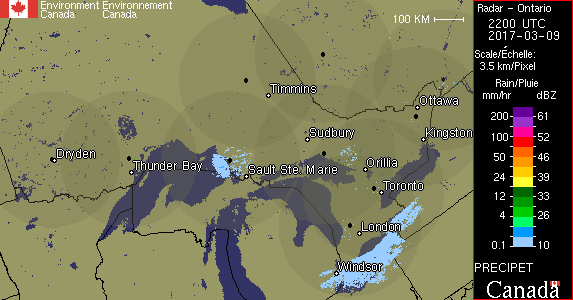 Environment Environnement
Canada Canada
100 KM
Timmins
Ottawa
Sudbury
Kingston
Dryden
Thunder Bay
Sault Ste. Marie
Orillia
Toronto
London
Windsor
Radar - Ontario
2200 UTC
2017-03-09
Scale/Échelle:
3.5 km/Pixel
Rain/Pluie
mm/hr dBZ
200 61
100 52
50 46
24 39
12 33
4 26
1 18
0.1 10
PRECIPET
Canada